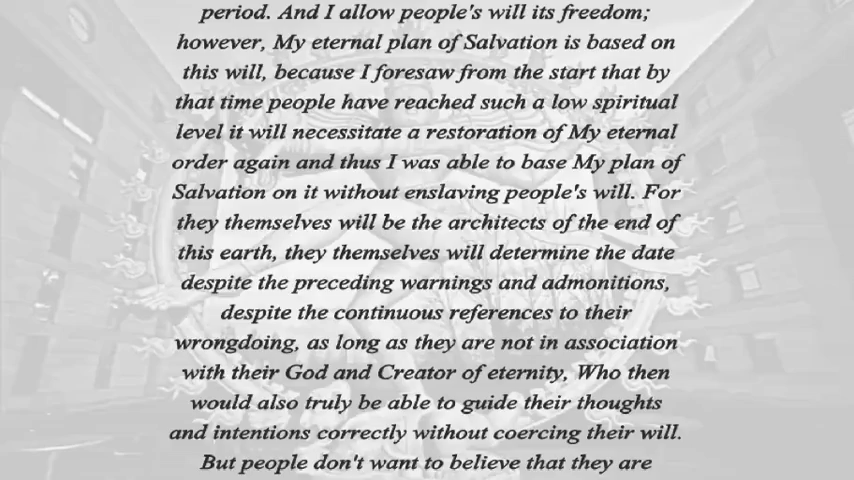 period. And I allow people's will its freedom;
however, My eternal plan of Salvation is based on
this will, because I foresaw from the start that by
that time people have reached such a low spiritual
level it will necessitate a restoration of My eternal
order again and thus I was able to base My plan of
Salvation on it without enslaving people's will. For
they themselves will be the architects of the end of
this earth, they themselves will determine the date
despite the preceding warnings and admonitions,
despite the continuous references to their
wrongdoing, as long as they are not in association
with their God and Creator of eternity, Who then
would also truly be able to guide their thoughts
and intentions correctly without coercing their will.
But people don't want to believe that they are